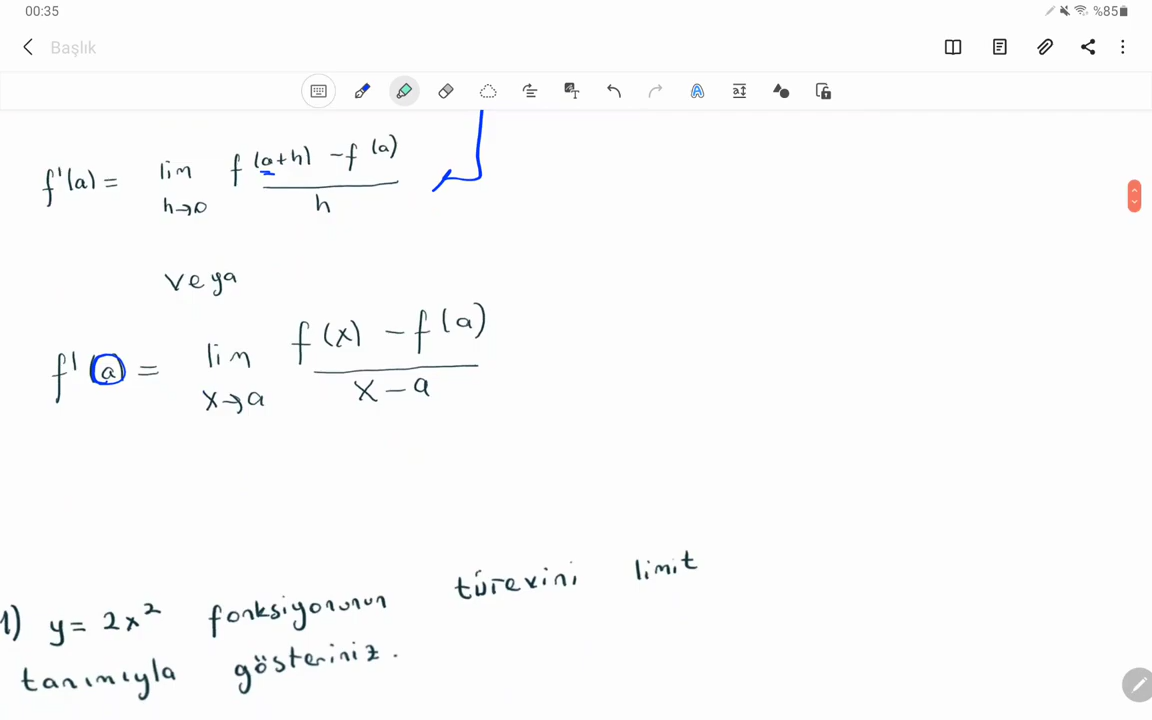 00:35 %85
Başlık
f'(a) = lim h→0 f(a+h) - f(a) / h
veya
f'(a) = lim x→a f(x) - f(a) / x - a
1) y = 2x² fonksiyonunun türevini limit
tanımıyla gösteriniz.